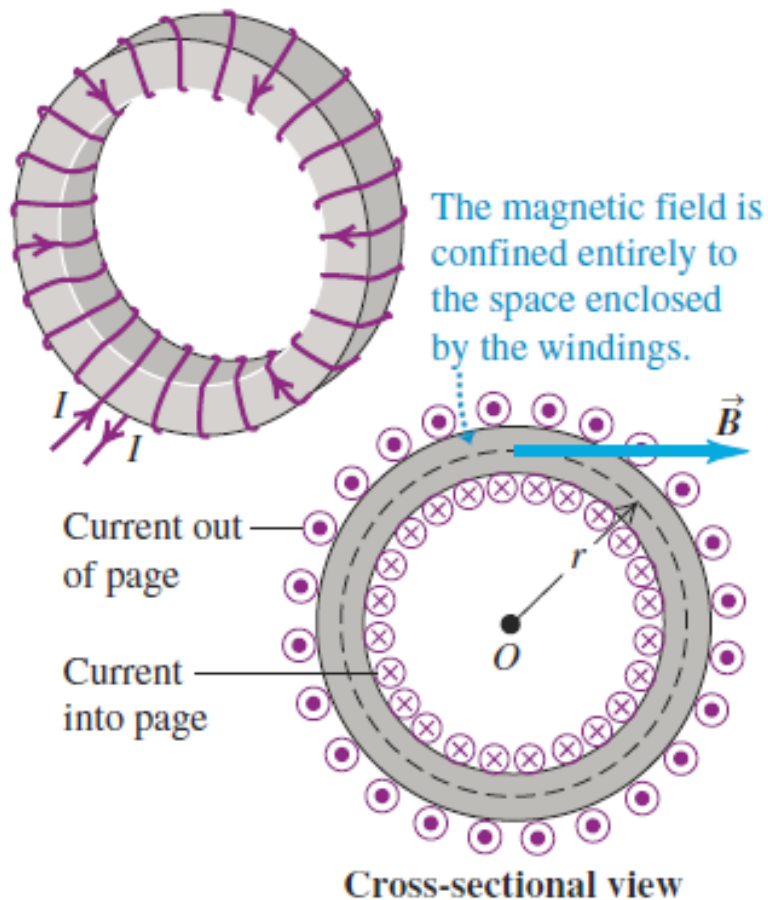 The magnetic field is
confined entirely to
the space enclosed
by the windings.
I
I
B
Current out
of page
r
O
Current
into page
Cross-sectional view